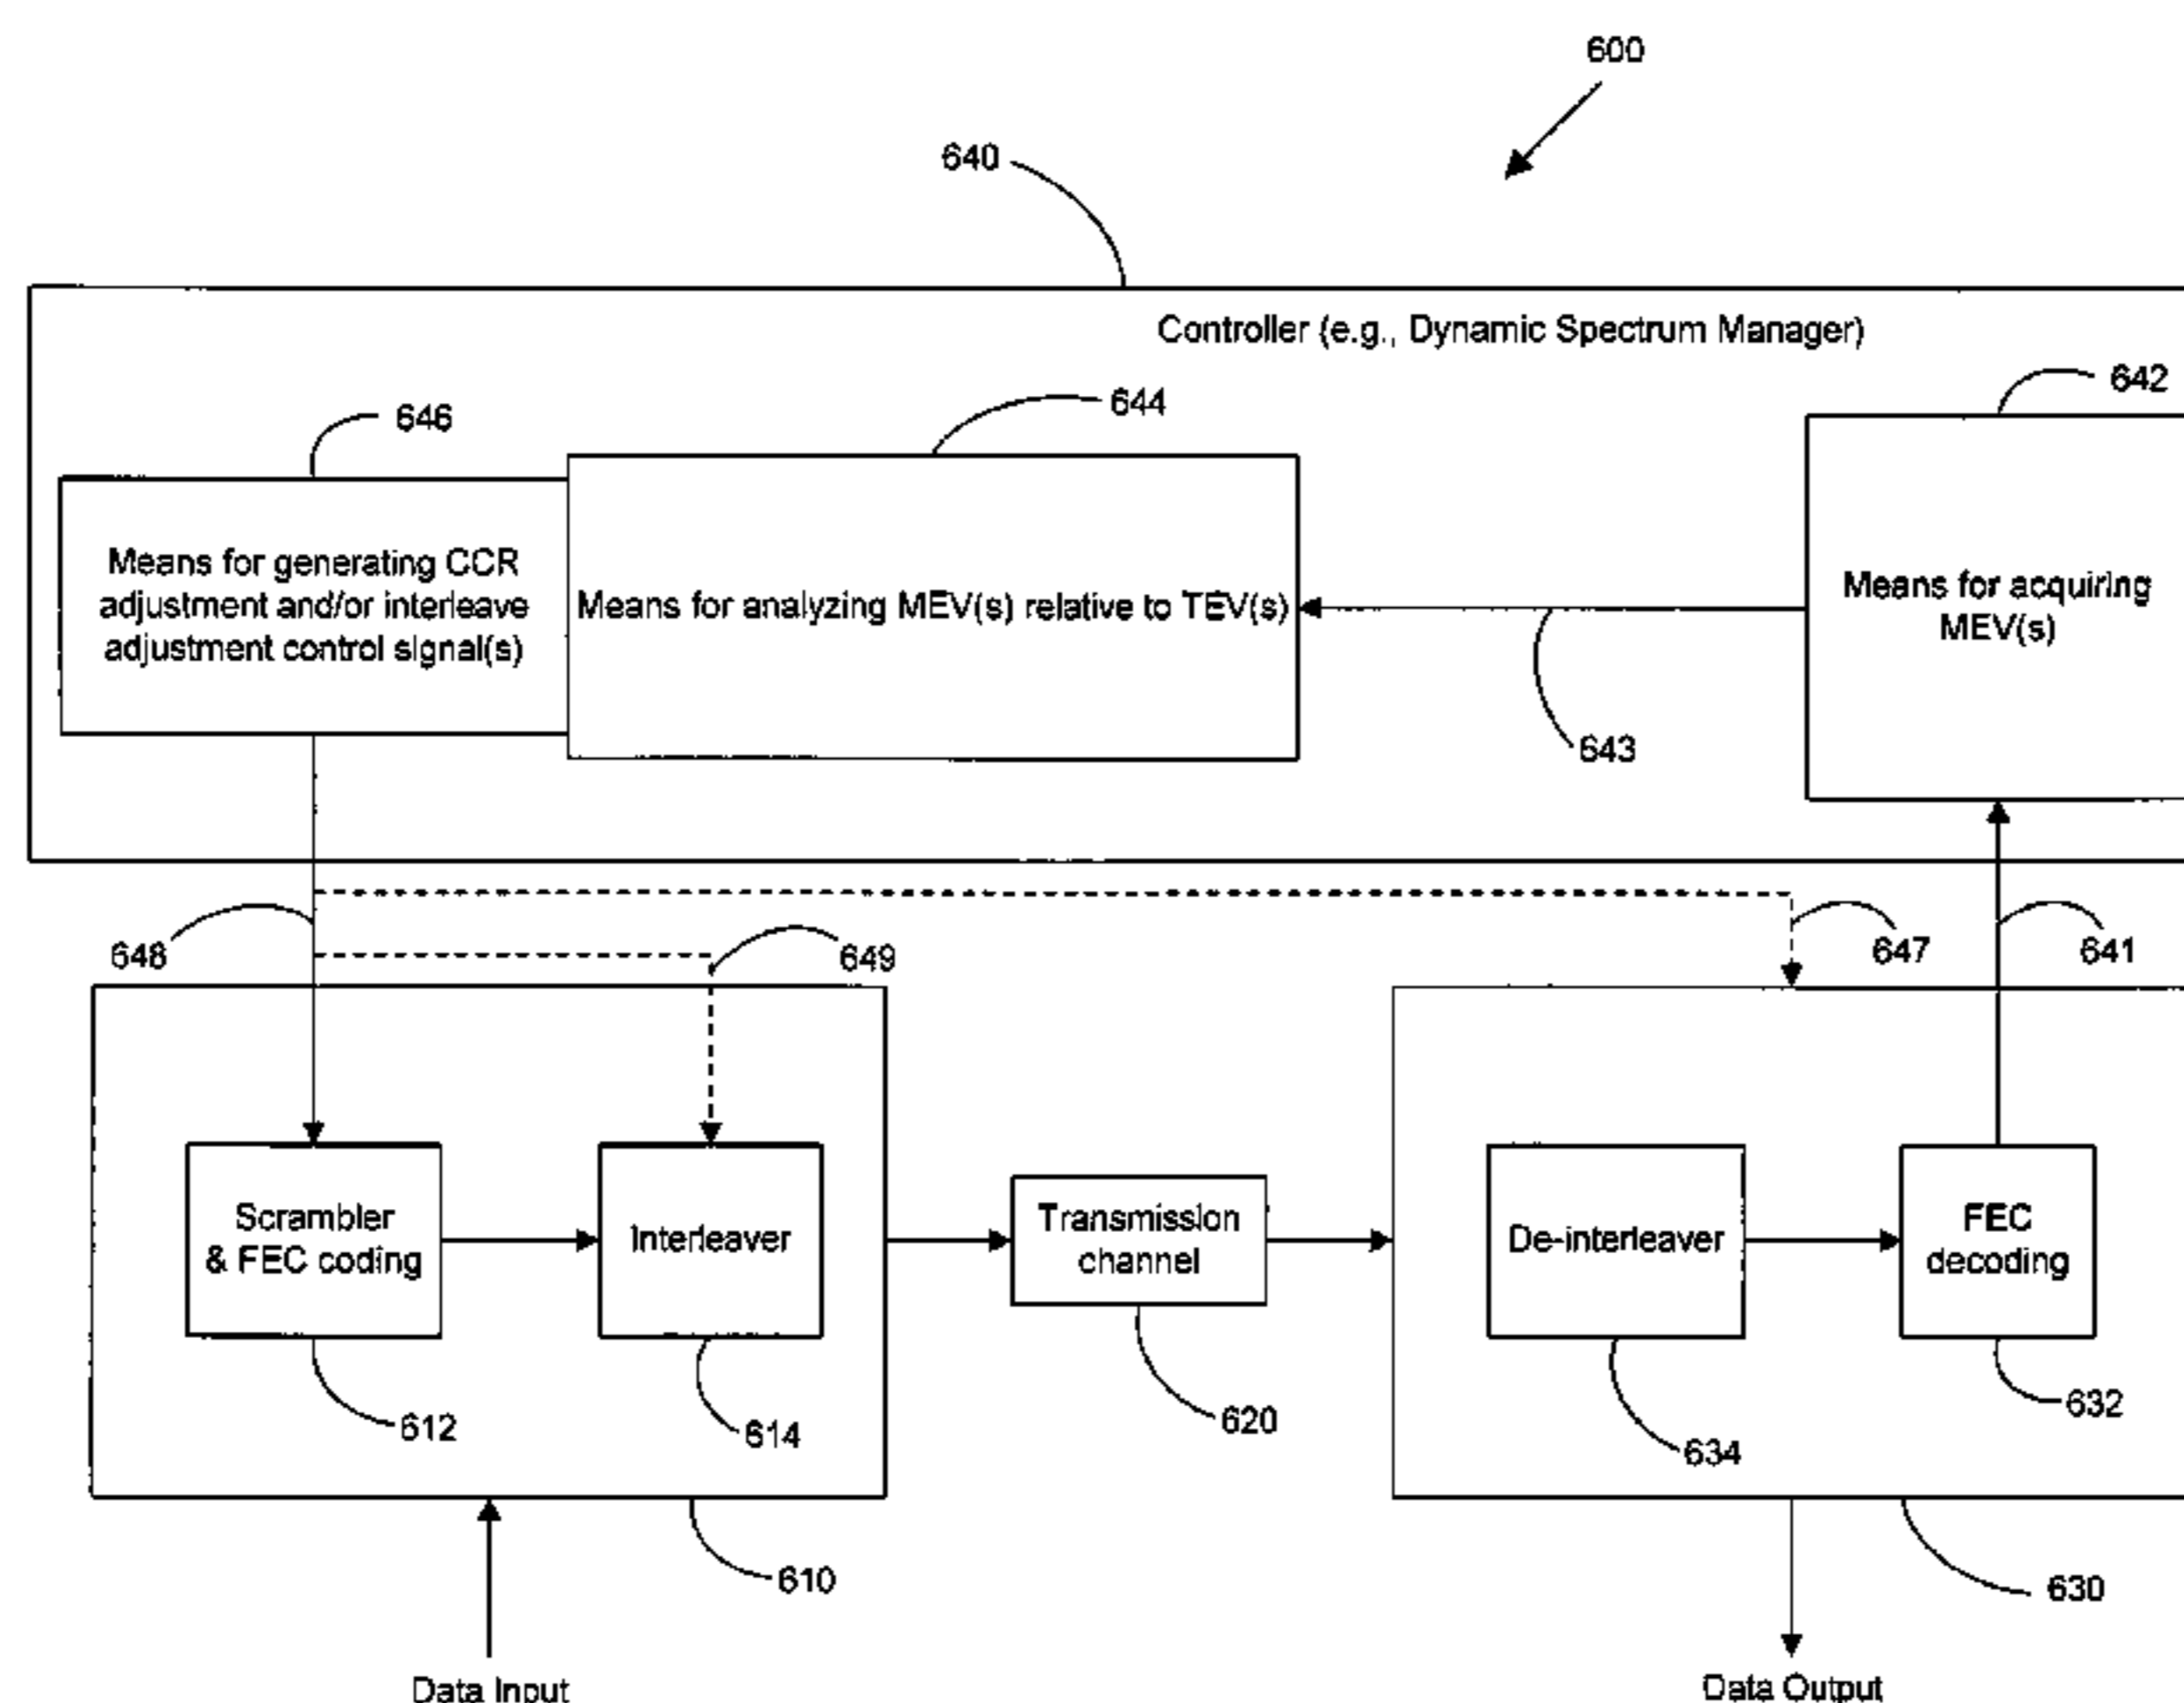 600
640
Controller (e.g., Dynamic Spectrum Manager)
642
644
646
Means for generating CCR
adjustment and/or interleave
adjustment control signal(s)
Means for analyzing MEV(s) relative to TEV(s)
Means for acquiring
MEV(s)
643
648
649
647
641
Scrambler
& FEC coding
Interleaver
Transmission
channel
De-interleaver
FEC
decoding
612
614
620
634
632
610
630
Data Input
Data Output